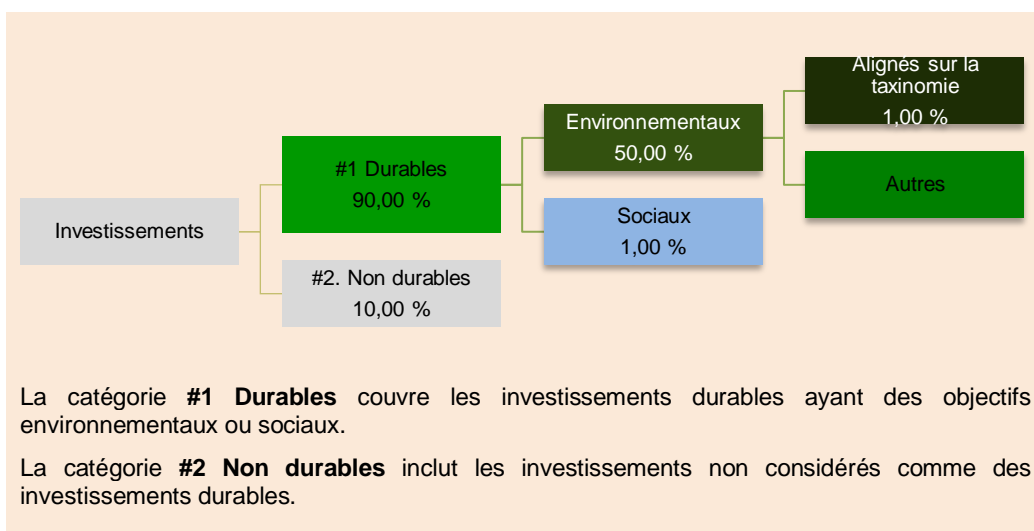 Alignés sur la
taxinomie
1,00 %
Environnementaux
50,00 %
#1 Durables
90,00 %
Autres
Investissements
Sociaux
1,00 %
#2. Non durables
10,00 %
La catégorie #1 Durables couvre les investissements durables ayant des objectifs
environnementaux ou sociaux.
La catégorie #2 Non durables inclut les investissements non considérés comme des
investissements durables.